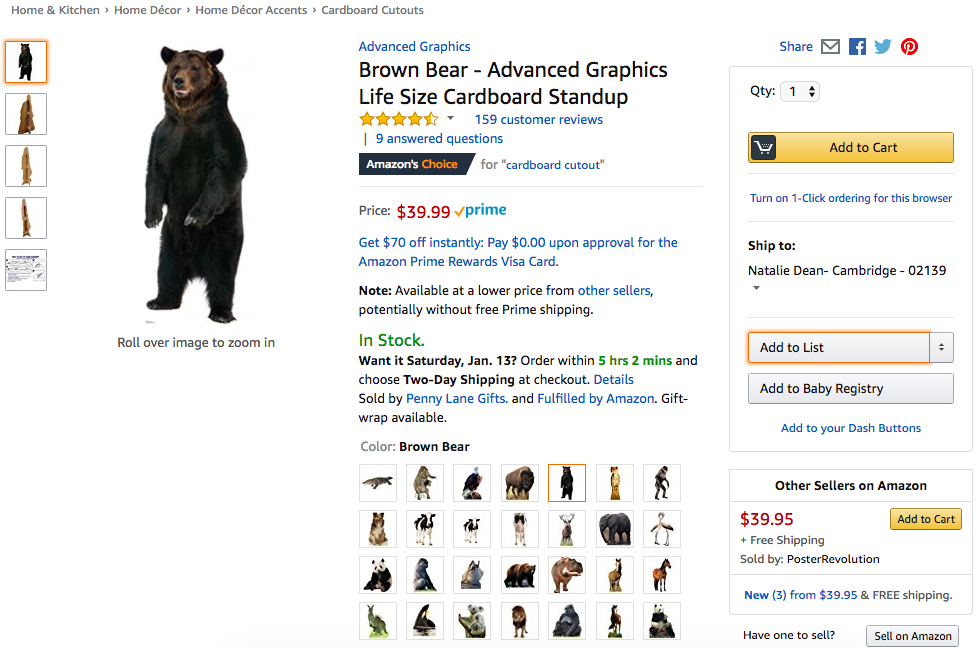 Home & Kitchen › Home Décor › Home Décor Accents › Cardboard Cutouts
Roll over image to zoom in
Advanced Graphics
Brown Bear - Advanced Graphics
Life Size Cardboard Standup
159 customer reviews
| 9 answered questions
Amazon's Choice for "cardboard cutout"
Price: $39.99 prime
Get $70 off instantly: Pay $0.00 upon approval for the
Amazon Prime Rewards Visa Card.
Note: Available at a lower price from other sellers,
potentially without free Prime shipping.
In Stock.
Want it Saturday, Jan. 13? Order within 5 hrs 2 mins and
choose Two-Day Shipping at checkout. Details
Sold by Penny Lane Gifts. and Fulfilled by Amazon. Gift-
wrap available.
Color: Brown Bear
Share
Qty: 1
Add to Cart
Turn on 1-Click ordering for this browser
Ship to:
Natalie Dean- Cambridge - 02139
Add to List
Add to Baby Registry
Add to your Dash Buttons
Other Sellers on Amazon
$39.95 Add to Cart
+ Free Shipping
Sold by: PosterRevolution
New (3) from $39.95 & FREE shipping.
Have one to sell? Sell on Amazon